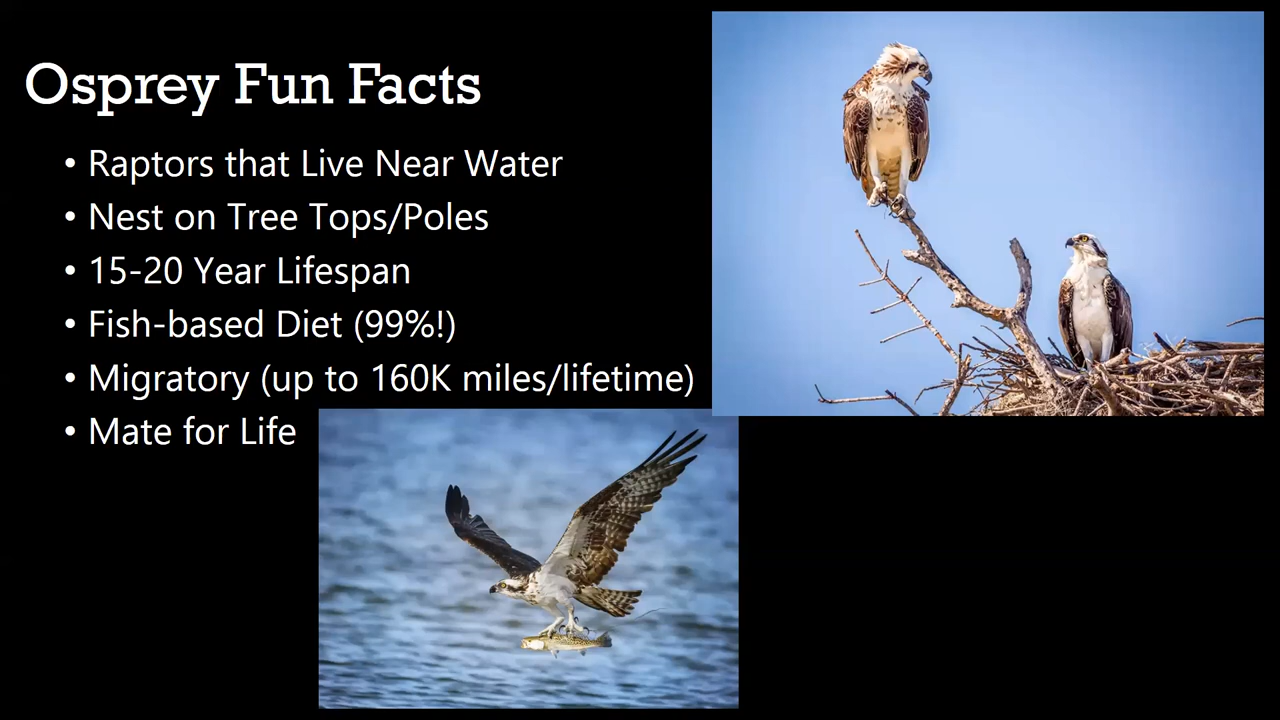 Osprey Fun Facts
• Raptors that Live Near Water
• Nest on Tree Tops/Poles
• 15-20 Year Lifespan
• Fish-based Diet (99%!)
• Migratory (up to 160K miles/lifetime)
• Mate for Life